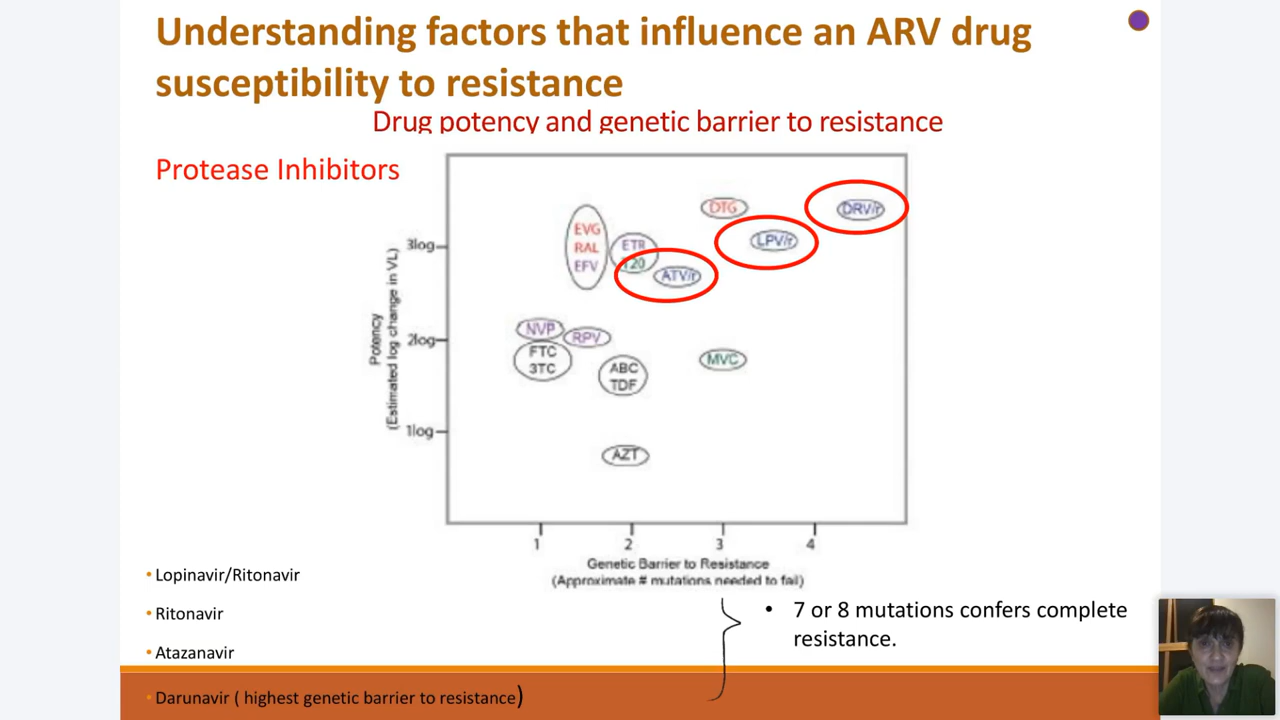 Understanding factors that influence an ARV drug
susceptibility to resistance
Drug potency and genetic barrier to resistance
Protease Inhibitors
Potency
(Estimated log change in VL)
3log
2log
1log
EVG
RAL
EFV
ETR
T20
ATV/r
DTG
LPV/r
DRV/r
NVP
RPV
FTC
3TC
ABC
TDF
MVC
AZT
1 2 3 4
Genetic Barrier to Resistance
(Approximate # mutations needed to fail)
• Lopinavir/Ritonavir
• Ritonavir
• Atazanavir
• Darunavir ( highest genetic barrier to resistance)
• 7 or 8 mutations confers complete
resistance.